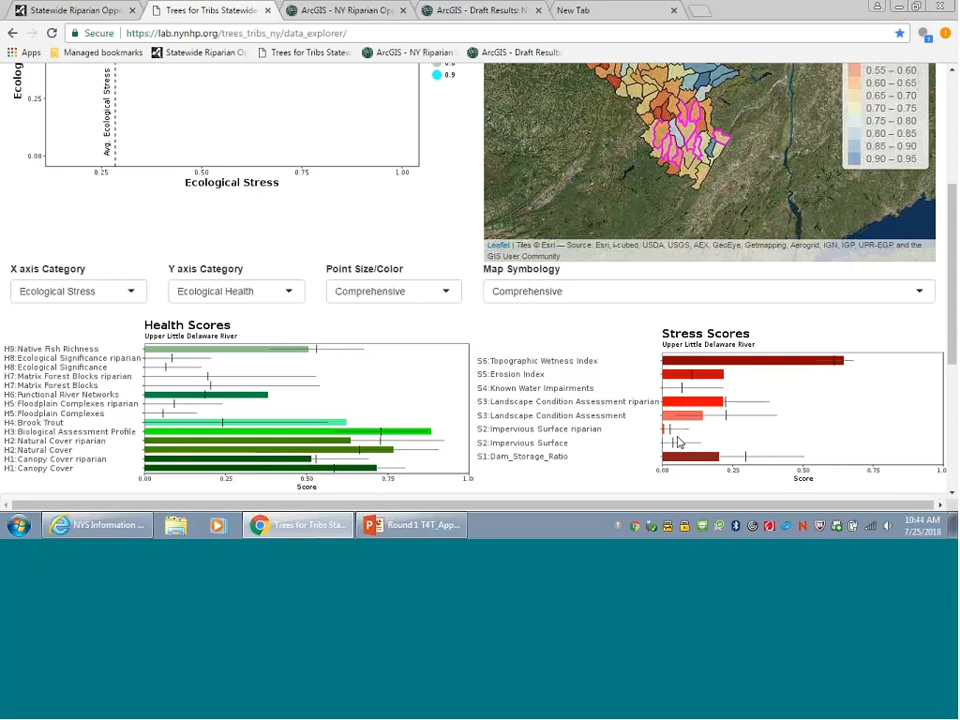 Statewide Riparian Oppo
Trees for Tribs Statewide
ArcGIS - NY Riparian Opp
ArcGIS - Draft Results: N
New Tab
Secure
https://lab.nynhp.org/trees_tribs_ny/data_explorer/
Apps
Managed bookmarks
Statewide Riparian Op
Trees for Tribs Statew
ArcGIS - NY Riparian
ArcGIS - Draft Results
Ecolog
0.25
0.00
Avg. Ecological Stress
0.9
0.25
0.50
0.75
1.00
Ecological Stress
0.55 – 0.60
0.60 – 0.65
0.65 – 0.70
0.70 – 0.75
0.75 – 0.80
0.80 – 0.85
0.85 – 0.90
0.90 – 0.95
Leaflet | Tiles © Esri — Source: Esri, i-cubed, USDA, USGS, AEX, GeoEye, Getmapping, Aerogrid, IGN, IGP, UPR-EGP, and the
GIS User Community
X axis Category
Y axis Category
Point Size/Color
Map Symbology
Ecological Stress
Ecological Health
Comprehensive
Comprehensive
Health Scores
Upper Little Delaware River
H9:Native Fish Richness
H8:Ecological Significance riparian
H8:Ecological Significance
H7:Matrix Forest Blocks riparian
H7:Matrix Forest Blocks
H6:Functional River Networks
H5:Floodplain Complexes riparian
H5:Floodplain Complexes
H4:Brook Trout
H3:Biological Assessment Profile
H2:Natural Cover riparian
H2:Natural Cover
H1:Canopy Cover riparian
H1:Canopy Cover
0.00
0.25
0.50
0.75
1.0
Score
Stress Scores
Upper Little Delaware River
S6:Topographic Wetness Index
S5:Erosion Index
S4:Known Water Impairments
S3:Landscape Condition Assessment riparian
S3:Landscape Condition Assessment
S2:Impervious Surface riparian
S2:Impervious Surface
S1:Dam_Storage_Ratio
0.00
0.25
0.50
0.75
1.0
Score
NYS Information ...
Trees for Tribs Sta...
Round 1 T4T_App...
10:44 AM
7/25/2018